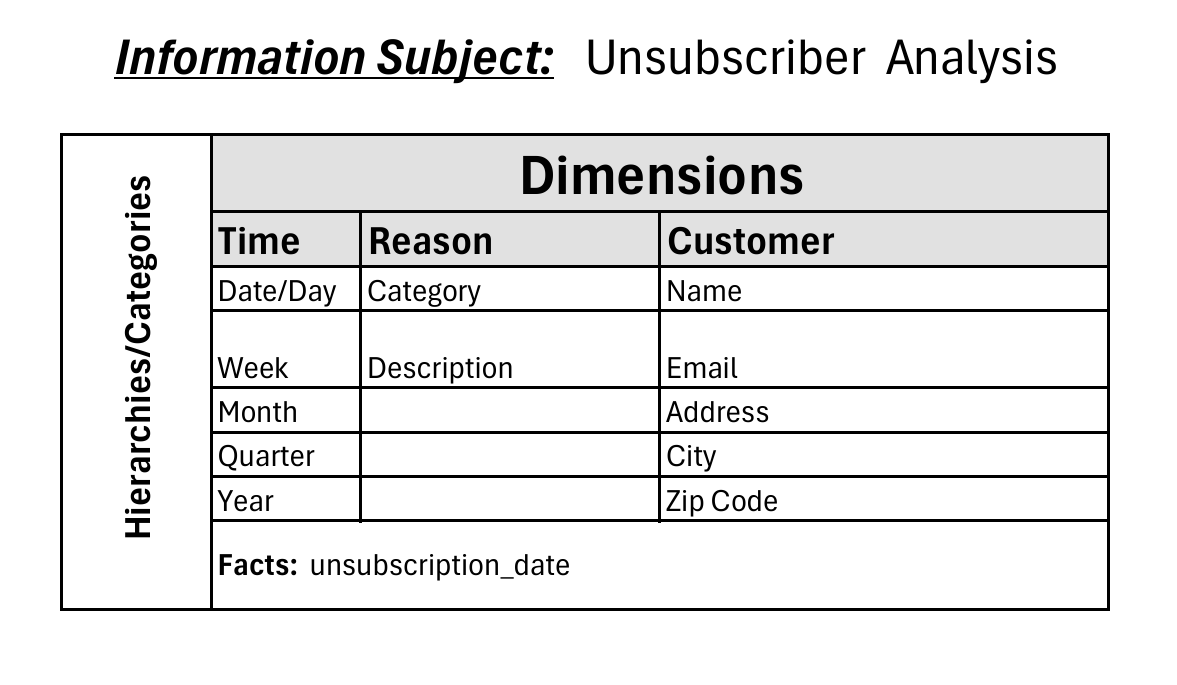 Information Subject: Unsubscriber Analysis
Hierarchies/Categories
Dimensions
Time Reason Customer
Date/Day Category Name
Week Description Email
Month Address
Quarter City
Year Zip Code
Facts: unsubscription_date